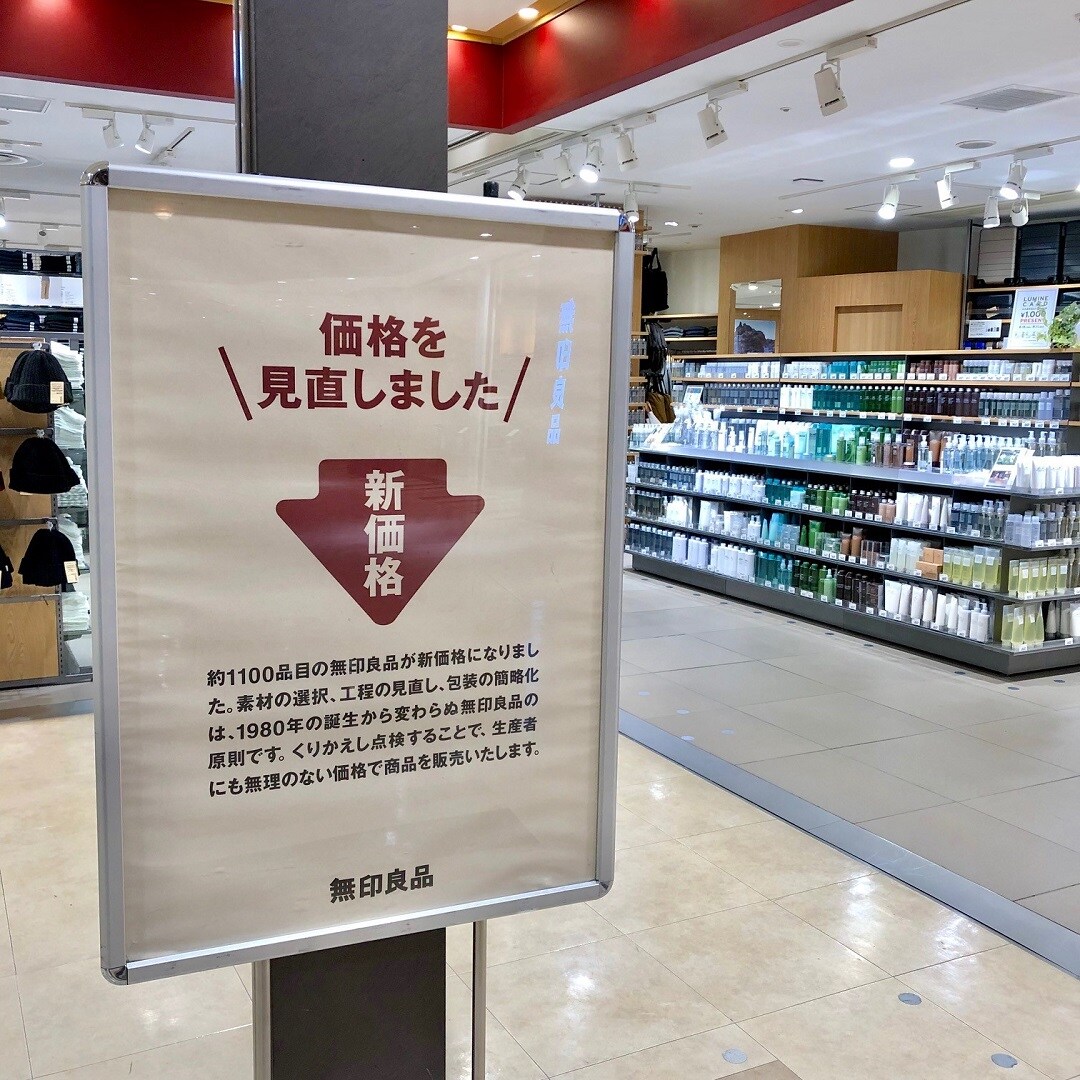 価格を
見直しました
新価格
約1100品目の無印良品が新価格になりまし
た。素材の選択、工程の見直し、包装の簡略化
は、1980年の誕生から変わらぬ無印良品の
原則です。くりかえし点検することで、生産者
にも無理のない価格で商品を販売いたします。
無印良品
無印良品
LUMINE
CARD
¥1,000
PRESENT